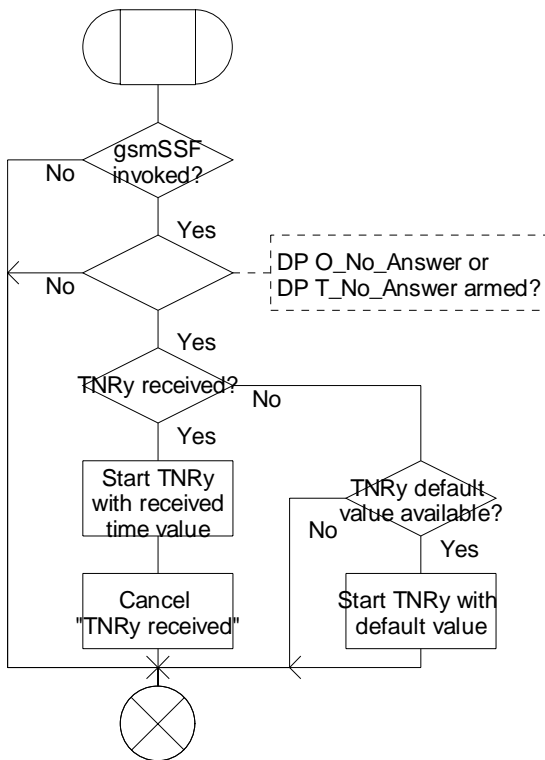 gsmSSF
invoked?
No
Yes
DP O_No_Answer or
DP T_No_Answer armed?
No
Yes
TNRy received?
No
Yes
Start TNRy
with received
time value
TNRy default
value available?
No
Yes
Cancel
"TNRy received"
Start TNRy with
default value